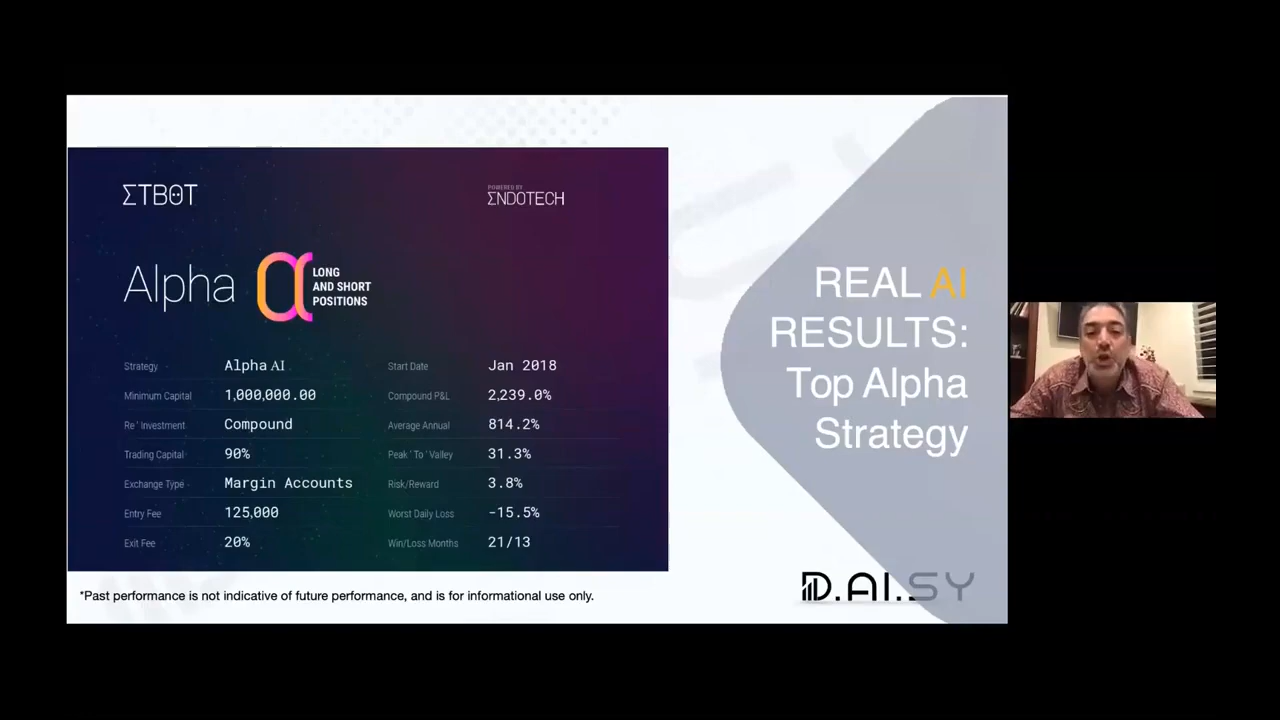 ΣTBOT
POWERED BY
ΣNDOTECH
Alpha
LONG
AND SHORT
POSITIONS
Strategy Alpha AI Start Date Jan 2018
Minimum Capital 1,000,000.00 Compound P&L 2,239.0%
Re ' Investment Compound Average Annual 814.2%
Trading Capital 90% Peak ' To ' Valley 31.3%
Exchange Type Margin Accounts Risk/Reward 3.8%
Entry Fee 125,000 Worst Daily Loss -15.5%
Exit Fee 20% Win/Loss Months 21/13
REAL AI
RESULTS:
Top Alpha
Strategy
*Past performance is not indicative of future performance, and is for informational use only.
D.AI.SY